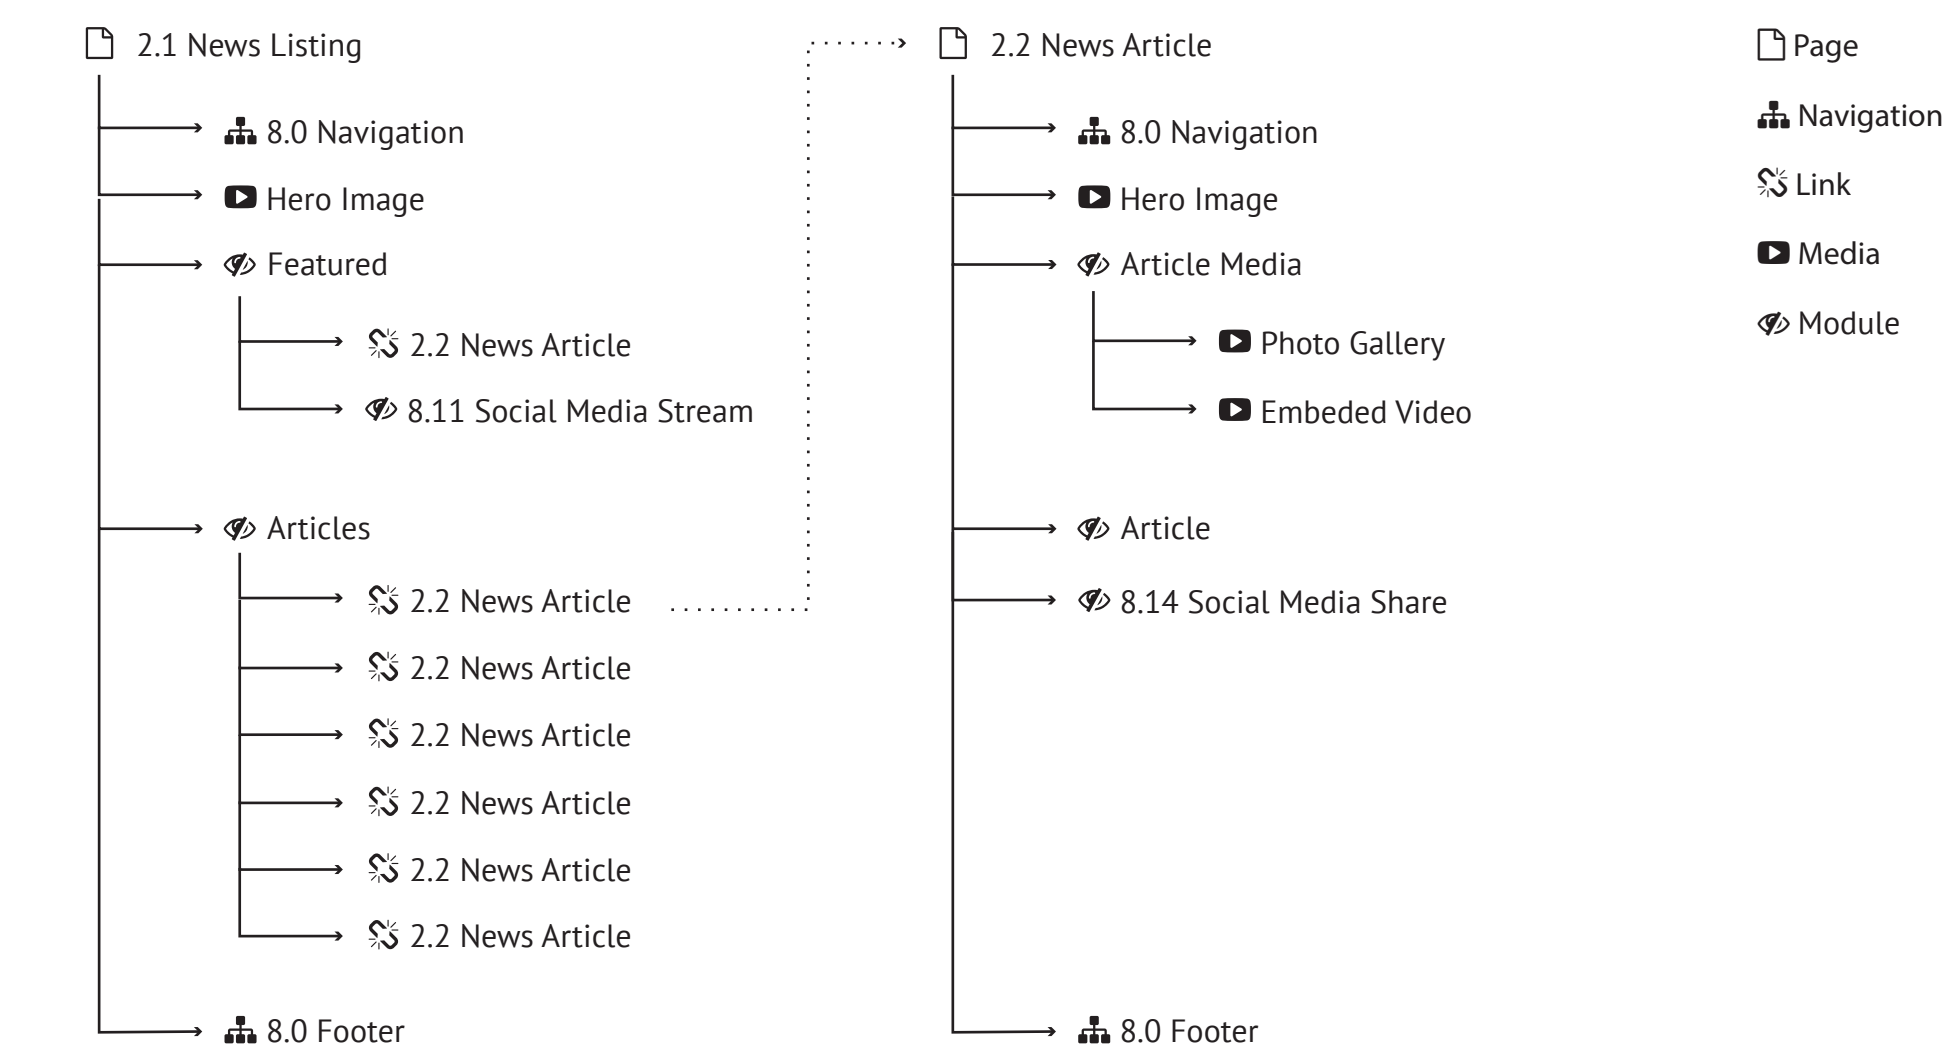 2.1 News Listing
8.0 Navigation
Hero Image
Featured
2.2 News Article
8.11 Social Media Stream
Articles
2.2 News Article
2.2 News Article
2.2 News Article
2.2 News Article
2.2 News Article
2.2 News Article
8.0 Footer
2.2 News Article
8.0 Navigation
Hero Image
Article Media
Photo Gallery
Embeded Video
Article
8.14 Social Media Share
8.0 Footer
Page
Navigation
Link
Media
Module